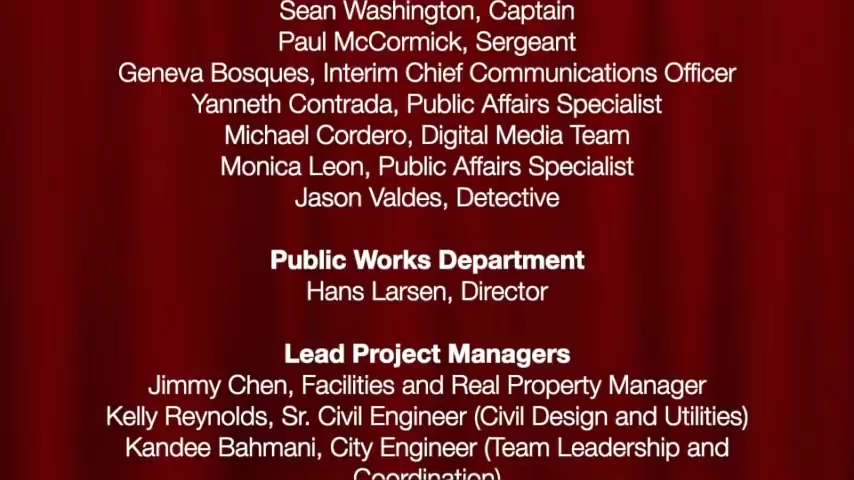 Sean Washington, Captain
Paul McCormick, Sergeant
Geneva Bosques, Interim Chief Communications Officer
Yanneth Contrada, Public Affairs Specialist
Michael Cordero, Digital Media Team
Monica Leon, Public Affairs Specialist
Jason Valdes, Detective
Public Works Department
Hans Larsen, Director
Lead Project Managers
Jimmy Chen, Facilities and Real Property Manager
Kelly Reynolds, Sr. Civil Engineer (Civil Design and Utilities)
Kandee Bahmani, City Engineer (Team Leadership and
Coordination)